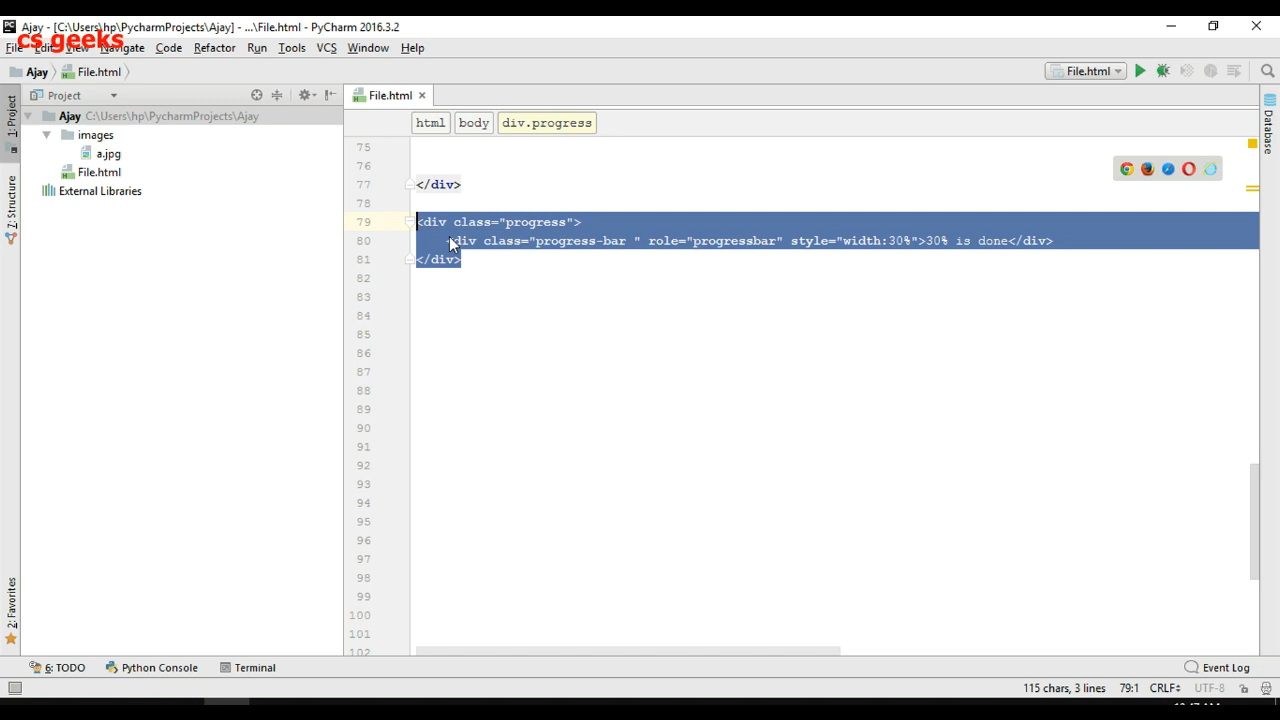 Ajay - [C:\Users\hp\PycharmProjects\Ajay] - ...\File.html - PyCharm 2016.3.2
cs geeks
File Edit View Navigate Code Refactor Run Tools VCS Window Help
Ajay File.html File.html
Project File.html
1: Project
7: Structure
2: Favorites
Database
Ajay C:\Users\hp\PycharmProjects\Ajay
images
a.jpg
File.html
External Libraries
html body div.progress
75
76
77 </div>
78
79 <div class="progress">
80 <div class="progress-bar " role="progressbar" style="width:30%">30% is done</div>
81 </div>
82
83
84
85
86
87
88
89
90
91
92
93
94
95
96
97
98
99
100
101
102
6: TODO Python Console Terminal Event Log
115 chars, 3 lines 79:1 CRLF UTF-8